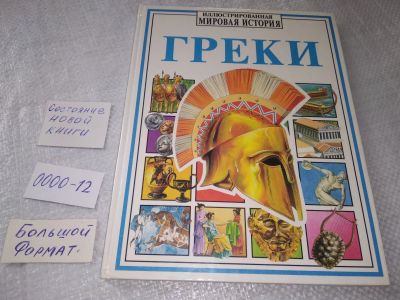 ИЛЛЮСТРИРОВАННАЯ
МИРОВАЯ ИСТОРИЯ
ГРЕКИ
Состояние
новой
книги
0000-12
Большой
Формат.